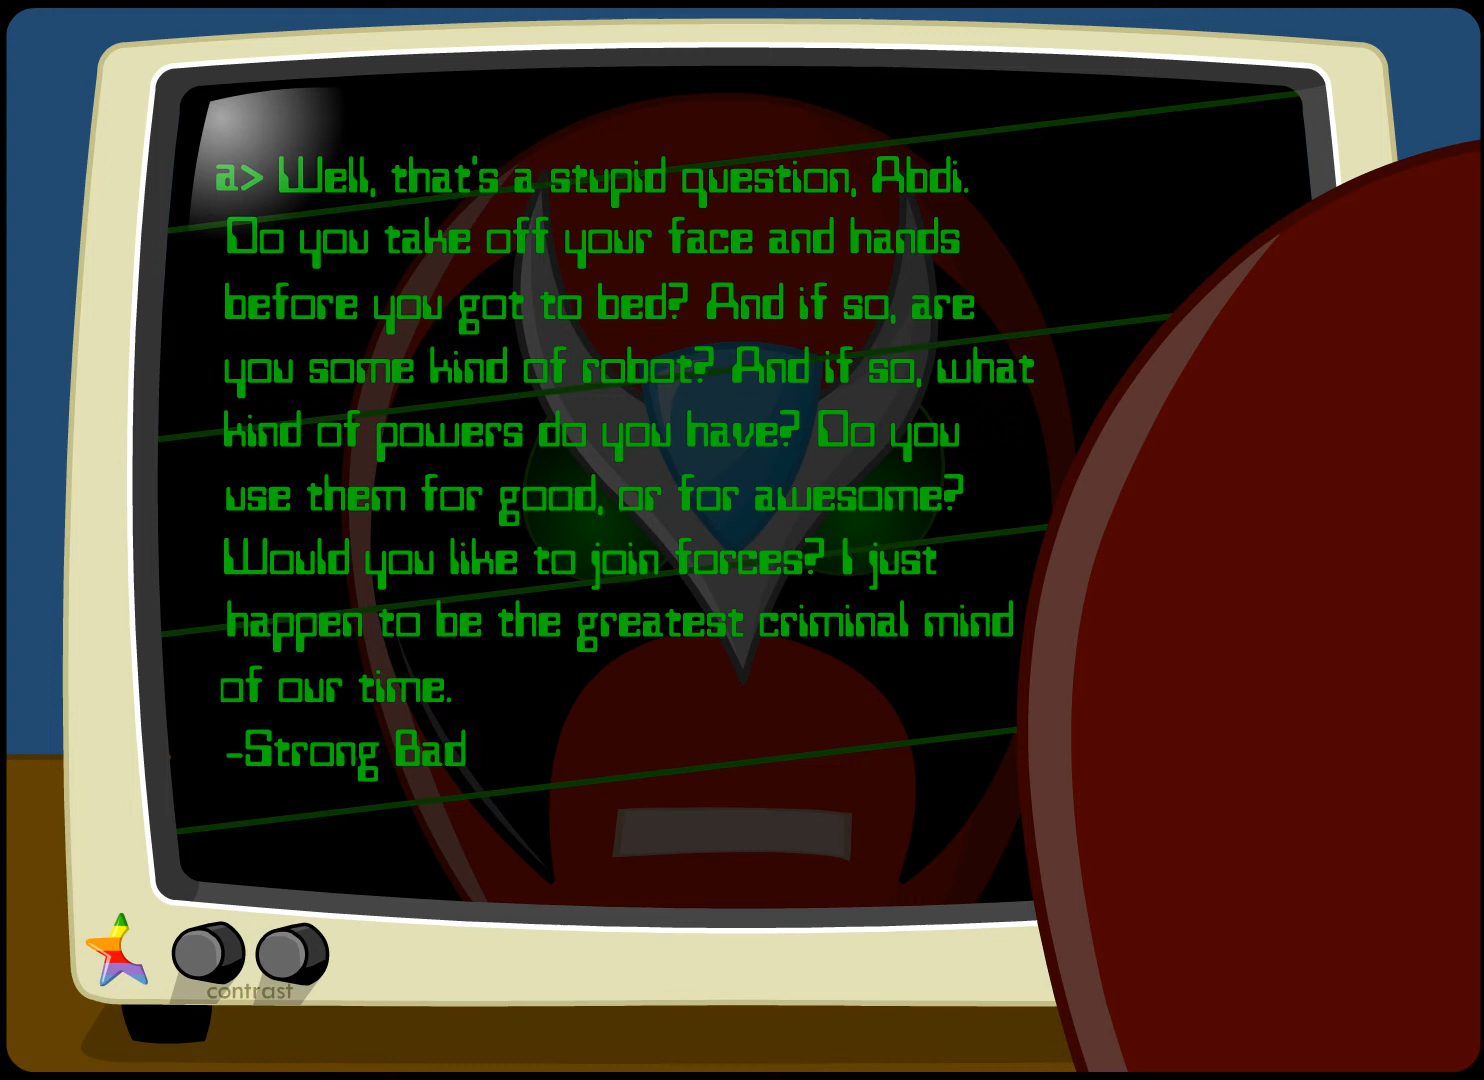 a> Well, that's a stupid question, Abdi.
Do you take off your face and hands
before you got to bed? And if so, are
you some kind of robot? And if so, what
kind of powers do you have? Do you
use them for good, or for awesome?
Would you like to join forces? I just
happen to be the greatest criminal mind
of our time.
-Strong Bad
contrast